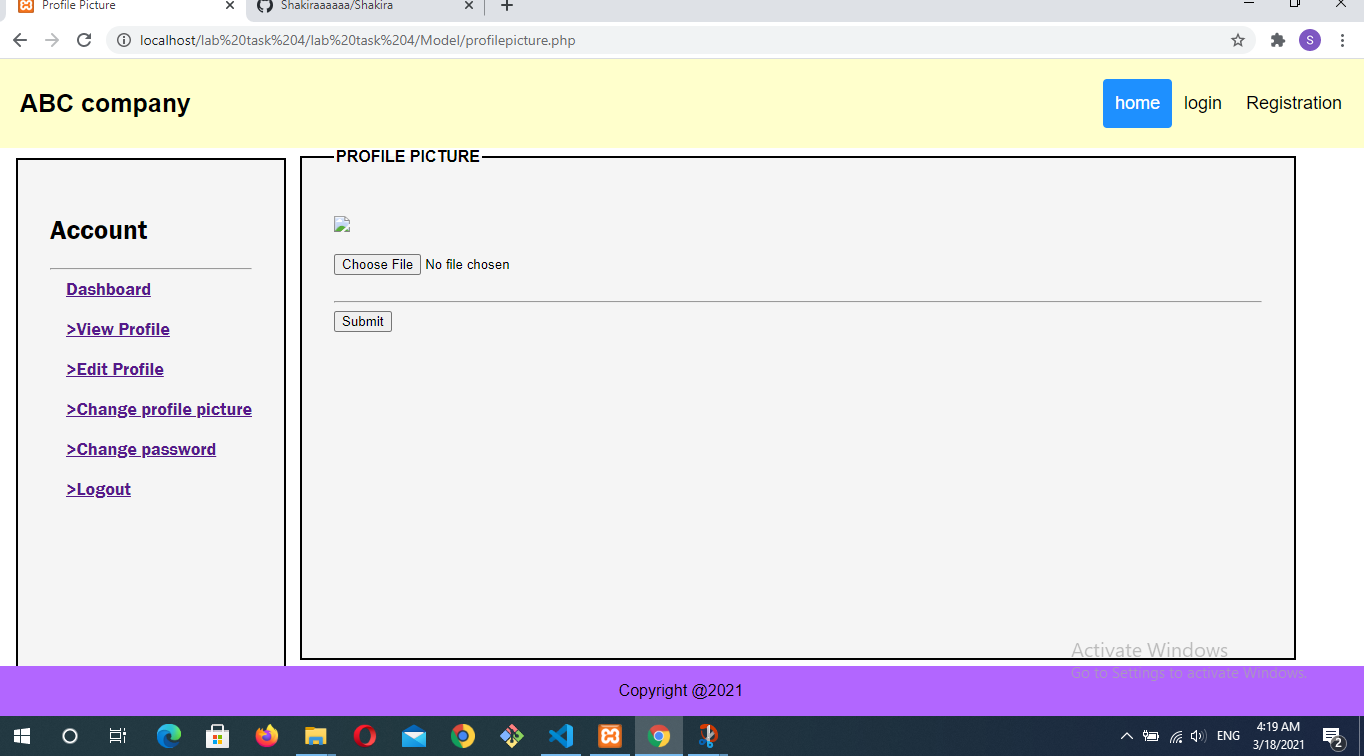 Profile Picture
Shakiraaaaaa/Shakira
localhost/lab%20task%204/lab%20task%204/Model/profilepicture.php
S
ABC company
home login Registration
Account
Dashboard
>View Profile
>Edit Profile
>Change profile picture
>Change password
>Logout
PROFILE PICTURE
Choose File No file chosen
Submit
Activate Windows
Go to Settings to activate Windows.
Copyright @2021
ENG
4:19 AM
3/18/2021
2